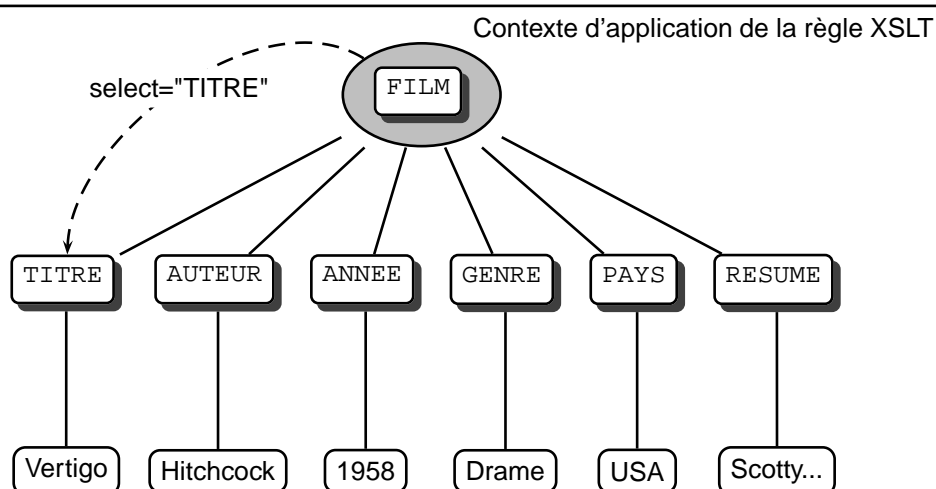 Contexte d'application de la règle XSLT
select="TITRE"
FILM
TITRE AUTEUR ANNEE GENRE PAYS RESUME
Vertigo Hitchcock 1958 Drame USA Scotty...